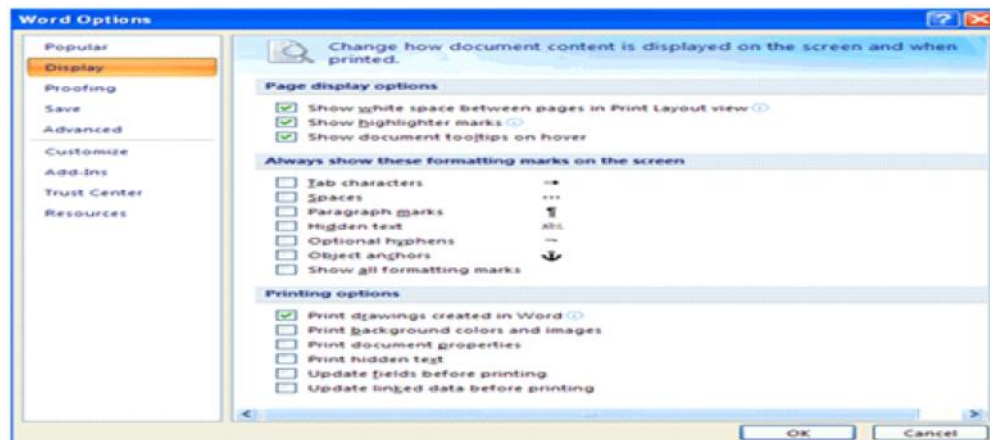 Word Options
Popular
Display
Proofing
Save
Advanced
Customize
Add-Ins
Trust Center
Resources
Change how document content is displayed on the screen and when
printed.
Page display options
Show white space between pages in Print Layout view
Show highlighter marks
Show document tooltips on hover
Always show these formatting marks on the screen
Tab characters
Spaces
Paragraph marks ¶
Hidden text
Optional hyphens
Object anchors
Show all formatting marks
Printing options
Print drawings created in Word
Print background colors and images
Print document properties
Print hidden text
Update fields before printing
Update linked data before printing
OK Cancel